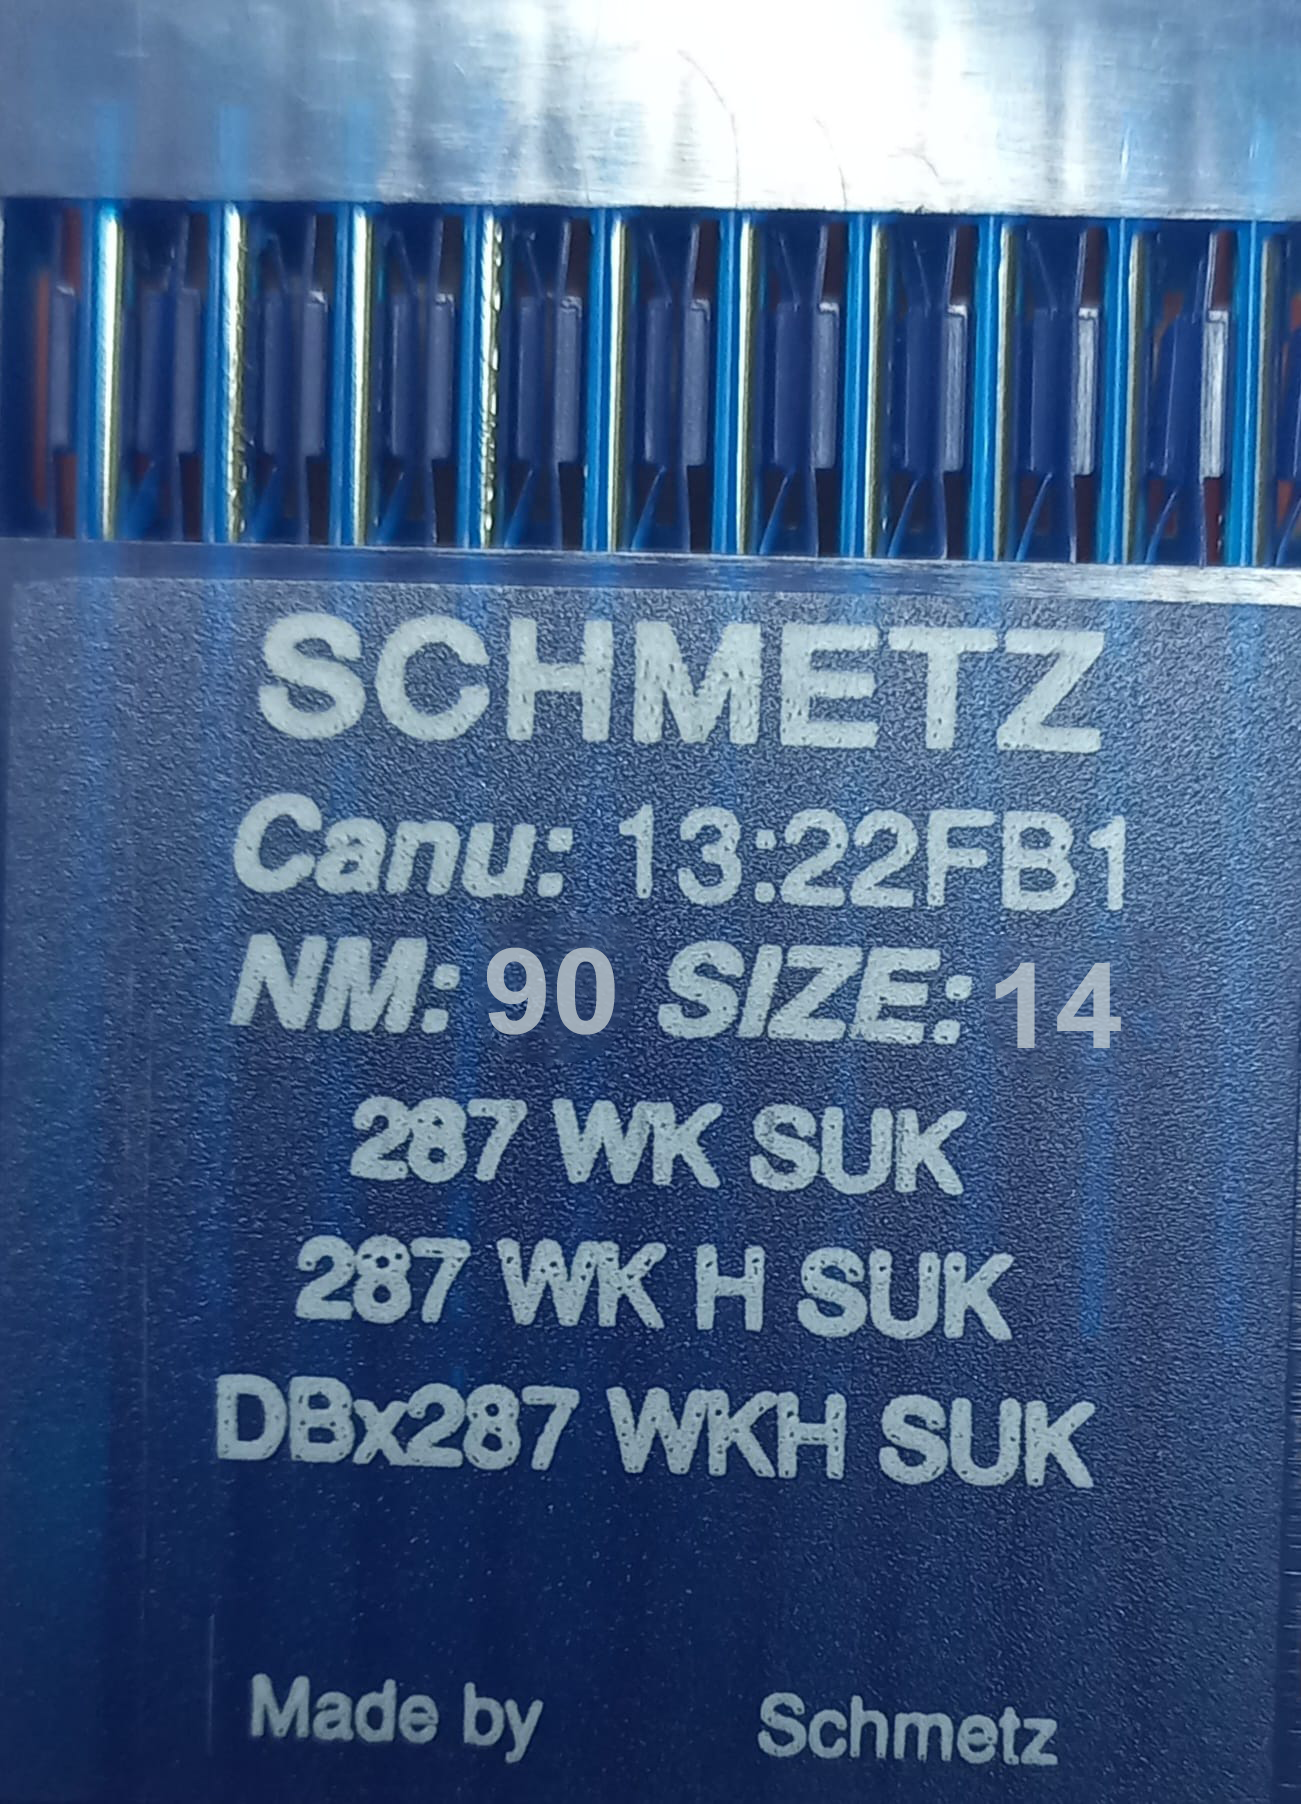 SCHMETZ
Canu: 13:22FB1
NM: 90 SIZE: 14
287 WK SUK
287 WK H SUK
DBx287 WKH SUK
Made by Schmetz